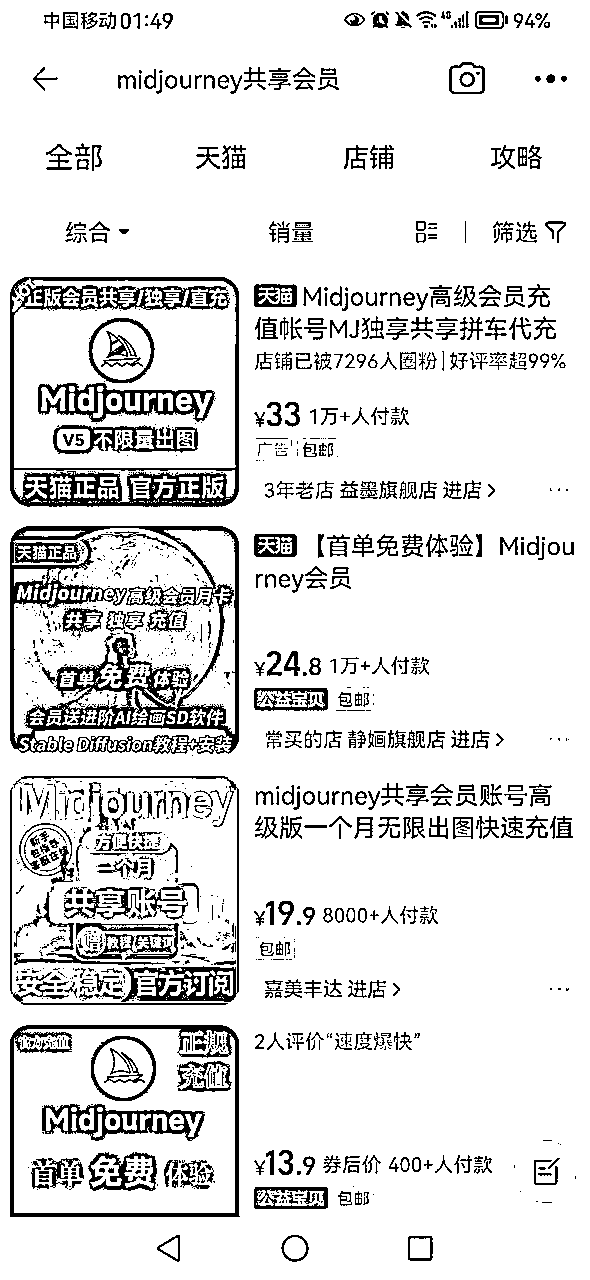 中国移动 01:49
4G
94%
midjourney共享会员
全部
天猫
店铺
攻略
综合
销量
筛选
正版会员共享/独享/直充
Midjourney
V5 不限量出图
天猫正品 官方正版
天猫 Midjourney高级会员充
值帐号MJ独享共享拼车代充
店铺已被7296人圈粉 | 好评率超99%
¥33 1万+人付款
广告 包邮
3年老店 益墨旗舰店 进店 >
天猫正品
Midjourney高级会员月卡
共享 独享 充值
首单 免费 体验
会员送进阶AI绘画SD软件
Stable Diffusion教程+安装
天猫 【首单免费体验】Midjou
rney会员
¥24.8 1万+人付款
公益宝贝 包邮
常买的店 静婳旗舰店 进店 >
Midjourney
方便快速
一个月
共享账号
安全稳定 官方订阅
midjourney共享会员账号高
级版一个月无限出图快速充值
¥19.9 8000+人付款
包邮
嘉美丰达 进店 >
正规
充值
Midjourney
首单 免费 体验
2人评价“速度爆快”
¥13.9 券后价 400+人付款
公益宝贝 包邮